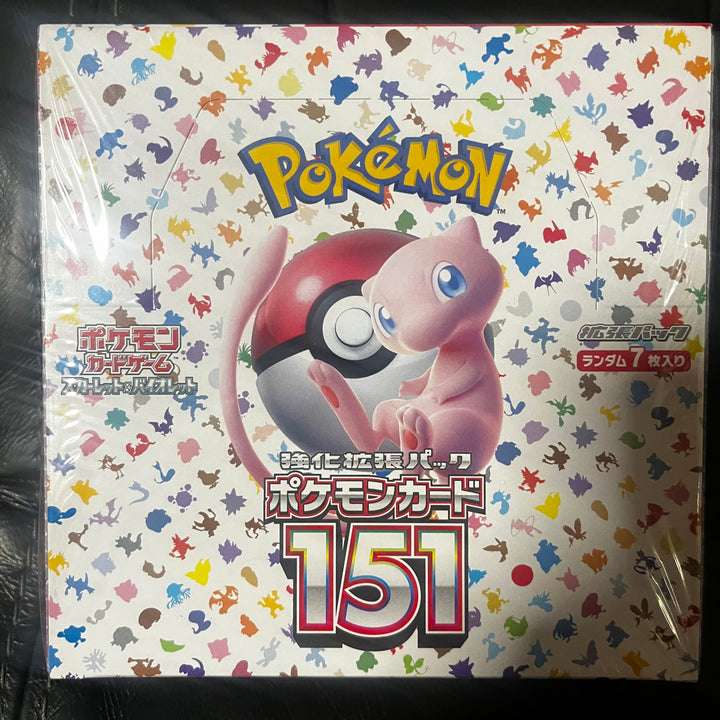 POKéMON
TM
ポケモン
カードゲーム
スカーレット&バイオレット
拡張パック
ランダム7枚入り
強化拡張パック
ポケモンカード
151